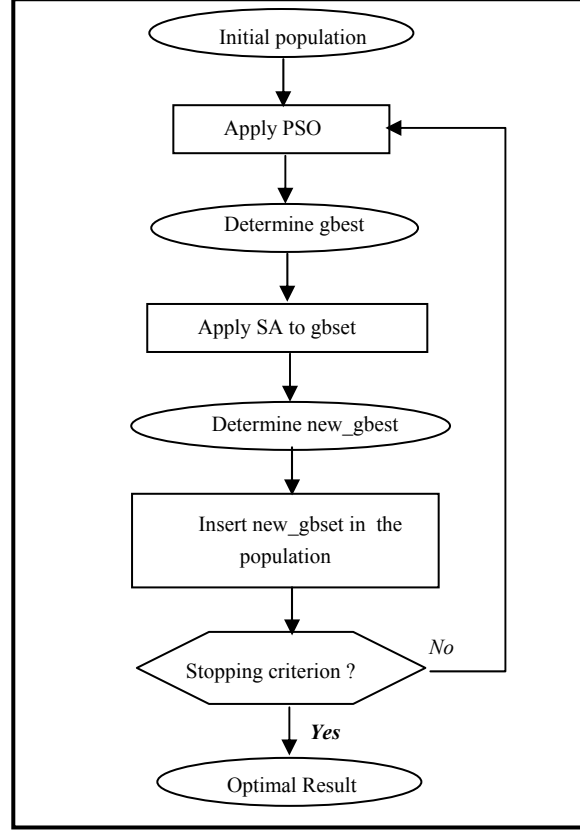 Initial population
Apply PSO
Determine gbest
Apply SA to gbset
Determine new_gbest
Insert new_gbset in the
population
No
Stopping criterion ?
Yes
Optimal Result